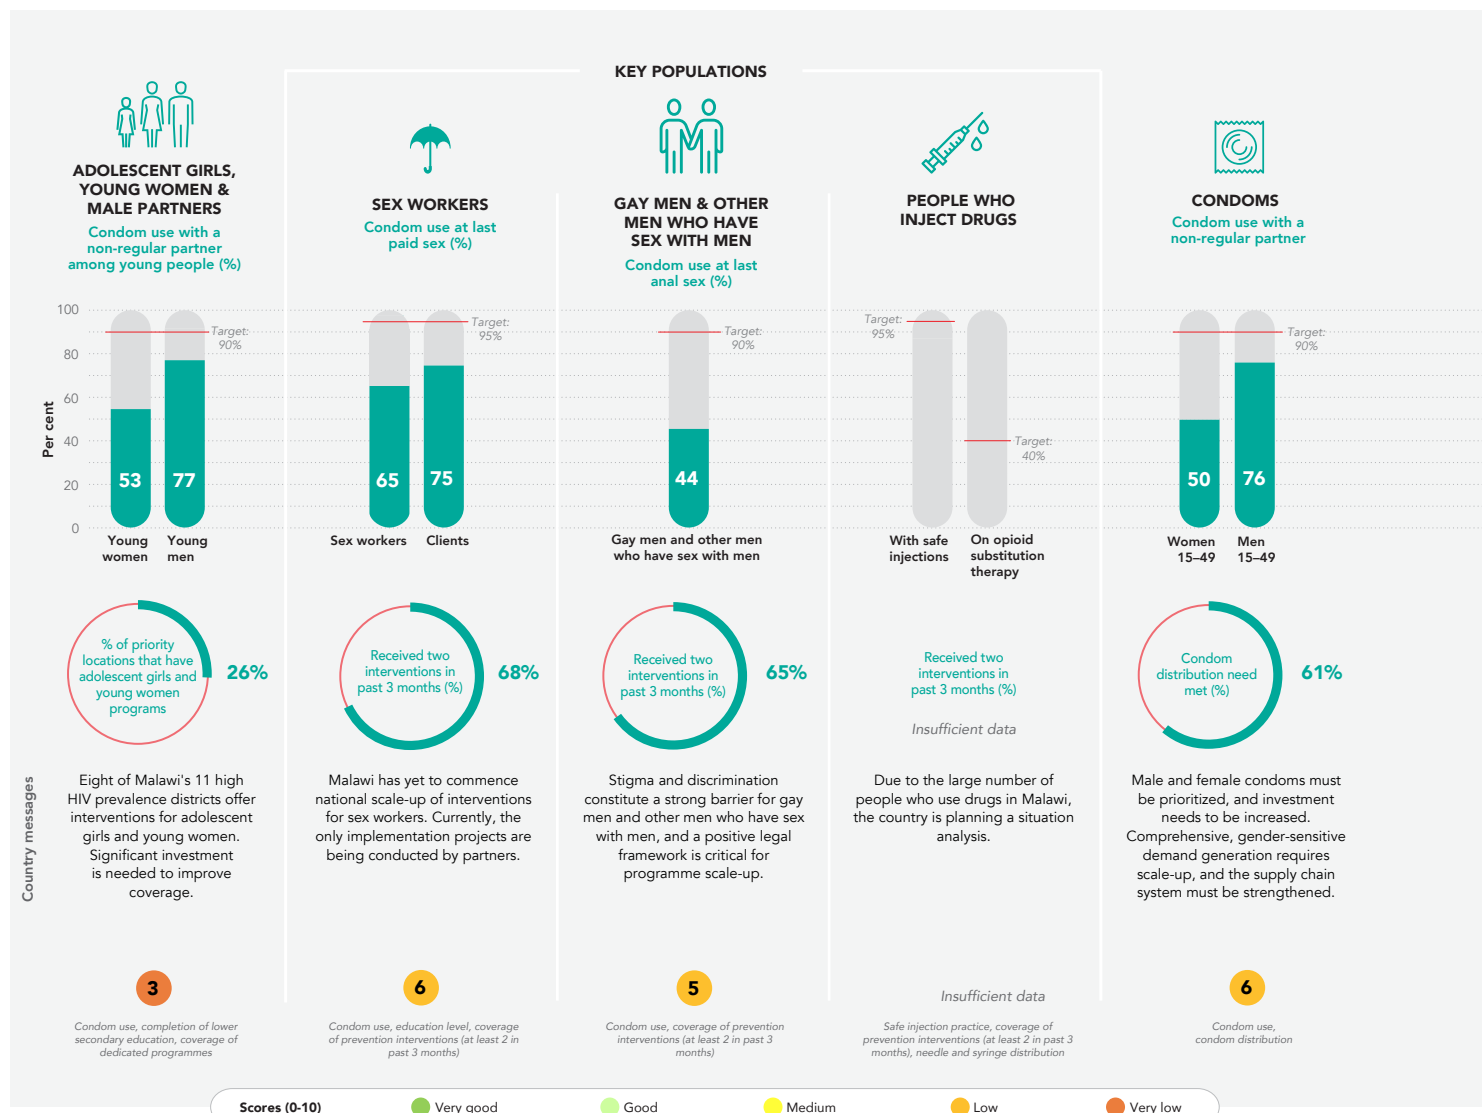 KEY POPULATIONS
ADOLESCENT GIRLS,
YOUNG WOMEN &
MALE PARTNERS
Condom use with a
non-regular partner
among young people (%)
SEX WORKERS
Condom use at last
paid sex (%)
GAY MEN & OTHER
MEN WHO HAVE
SEX WITH MEN
Condom use at last
anal sex (%)
PEOPLE WHO
INJECT DRUGS
CONDOMS
Condom use with a
non-regular partner
Per cent
100
80
60
40
20
0
Target:
90%
53
77
Young
women
Young
men
Target:
95%
65
75
Sex workers
Clients
Target:
90%
44
Gay men and other men
who have sex with men
Target:
95%
Target:
40%
With safe
injections
On opioid
substitution
therapy
Target:
90%
50
76
Women
15–49
Men
15–49
% of priority
locations that have
adolescent girls and
young women
programs
26%
Received two
interventions in
past 3 months (%)
68%
Received two
interventions in
past 3 months (%)
65%
Received two
interventions in
past 3 months (%)
Insufficient data
Condom
distribution need
met (%)
61%
Country messages
Eight of Malawi's 11 high
HIV prevalence districts offer
interventions for adolescent
girls and young women.
Significant investment
is needed to improve
coverage.
Malawi has yet to commence
national scale-up of interventions
for sex workers. Currently, the
only implementation projects are
being conducted by partners.
Stigma and discrimination
constitute a strong barrier for gay
men and other men who have sex
with men, and a positive legal
framework is critical for
programme scale-up.
Due to the large number of
people who use drugs in Malawi,
the country is planning a situation
analysis.
Male and female condoms must
be prioritized, and investment
needs to be increased.
Comprehensive, gender-sensitive
demand generation requires
scale-up, and the supply chain
system must be strengthened.
3
Condom use, completion of lower
secondary education, coverage of
dedicated programmes
6
Condom use, education level, coverage
of prevention interventions (at least 2 in
past 3 months)
5
Condom use, coverage of prevention
interventions (at least 2 in past 3
months)
Insufficient data
Safe injection practice, coverage of
prevention interventions (at least 2 in past 3
months), needle and syringe distribution
6
Condom use,
condom distribution
Scores (0-10)
Very good
Good
Medium
Low
Very low